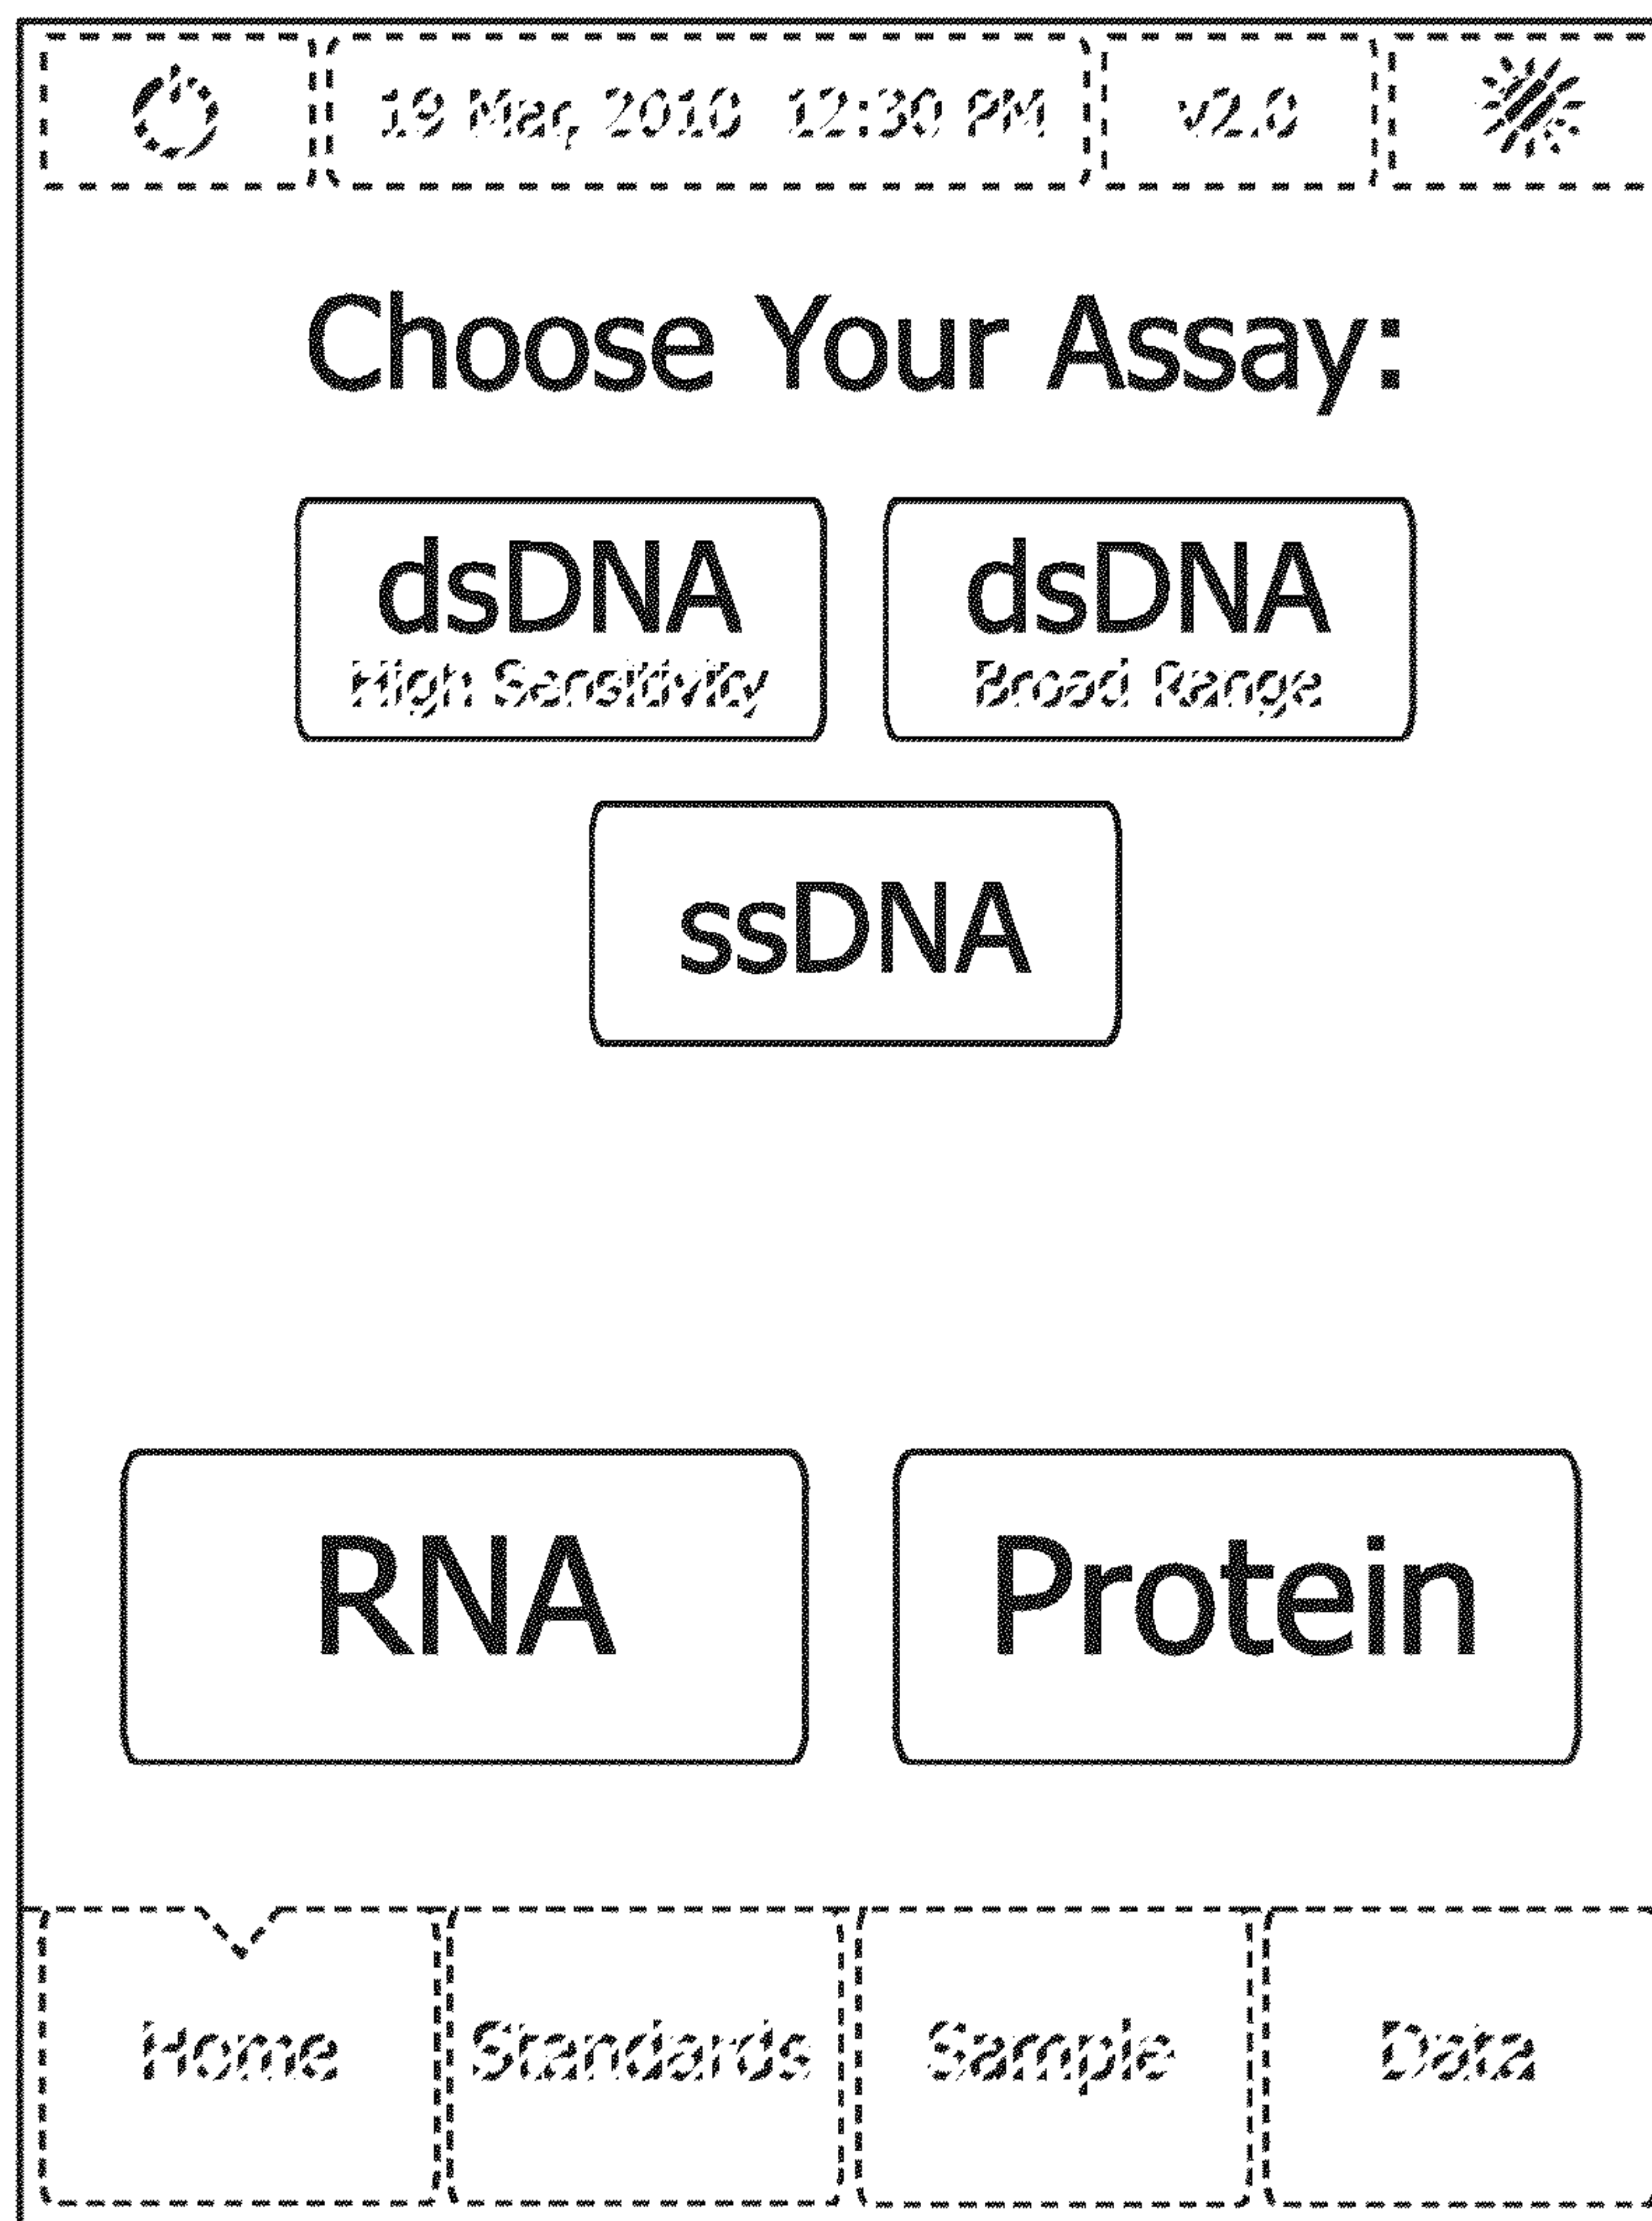 19 Mar, 2010 12:30 PM v2.0
Choose Your Assay:
dsDNA dsDNA
High Sensitivity Broad Range
ssDNA
RNA Protein
Home Standards Sample Data